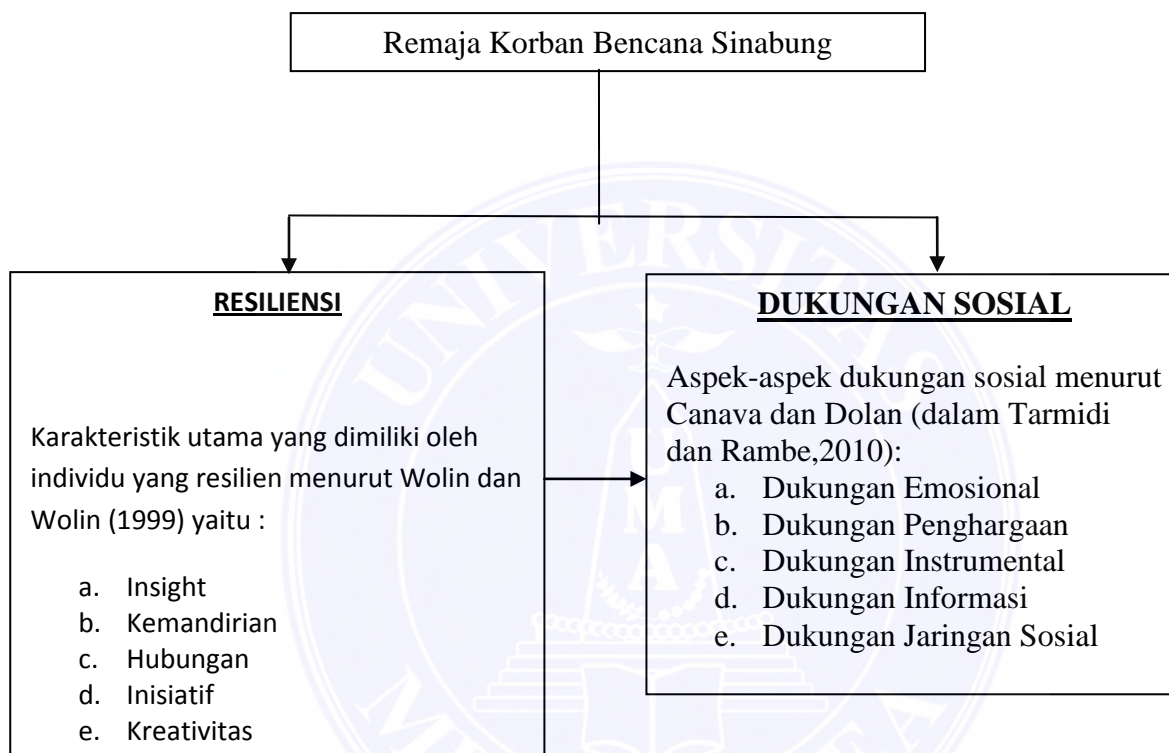 Remaja Korban Bencana Sinabung
RESILIENSI
Karakteristik utama yang dimiliki oleh
individu yang resilien menurut Wolin dan
Wolin (1999) yaitu :
a. Insight
b. Kemandirian
c. Hubungan
d. Inisiatif
e. Kreativitas
DUKUNGAN SOSIAL
Aspek-aspek dukungan sosial menurut
Canava dan Dolan (dalam Tarmidi
dan Rambe,2010):
a. Dukungan Emosional
b. Dukungan Penghargaan
c. Dukungan Instrumental
d. Dukungan Informasi
e. Dukungan Jaringan Sosial
UNIVERSITAS
UMA